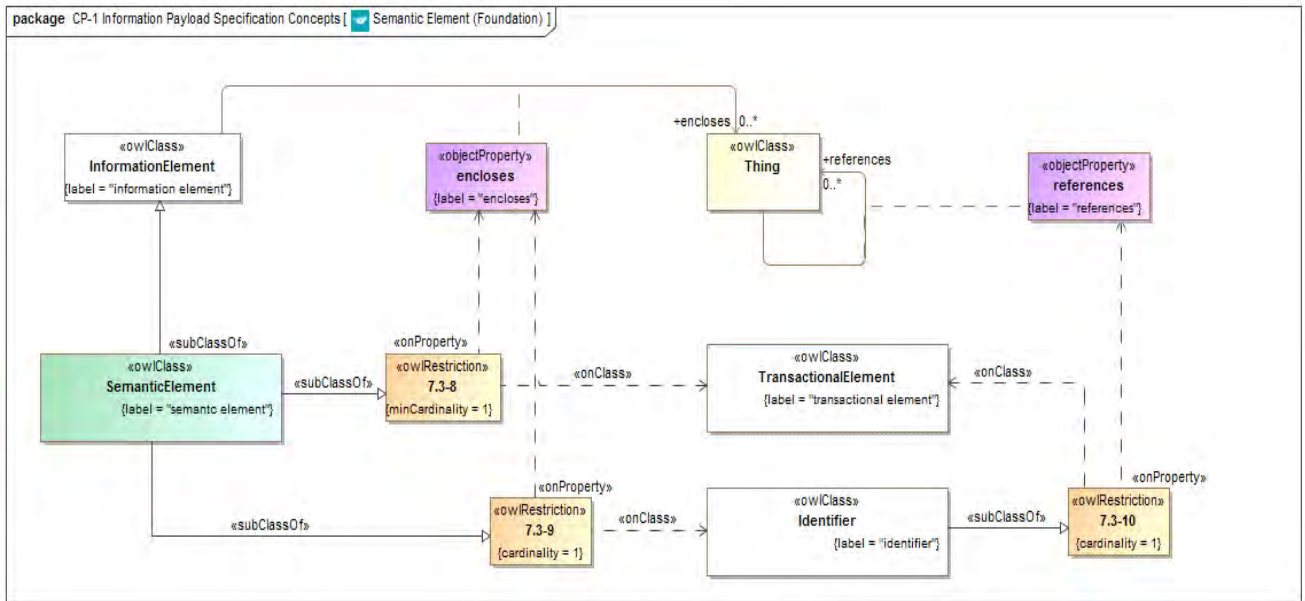 package CP-1 Information Payload Specification Concepts [ Semantic Element (Foundation) ]
+encloses 0..*
«owlClass»
InformationElement
{label = "information element"}
«objectProperty»
encloses
{label = "encloses"}
«owlClass»
Thing
+references
0..*
«objectProperty»
references
{label = "references"}
«subClassOf»
«onProperty»
«owlClass»
SemanticElement
{label = "semantc element"}
«subClassOf»
«owlRestriction»
7.3-8
{minCardinality = 1}
«onClass»
«owlClass»
TransactionalElement
{label = "transactional element"}
«onClass»
«onProperty»
«onProperty»
«subClassOf»
«owlRestriction»
7.3-9
{cardinality = 1}
«onClass»
«owlClass»
Identifier
{label = "identifier"}
«subClassOf»
«owlRestriction»
7.3-10
{cardinality = 1}